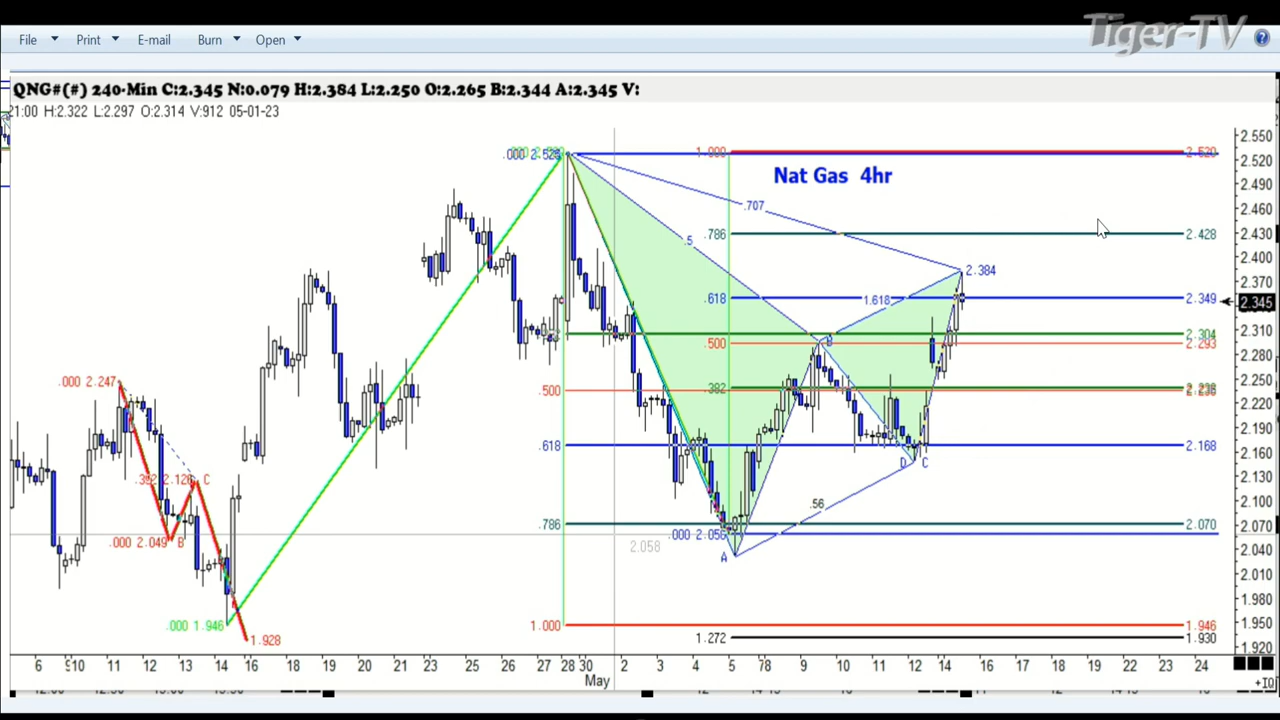 Tiger-TV
File Print E-mail Burn Open
QNG#(#) 240-Min C:2.345 N:0.079 H:2.384 L:2.250 O:2.265 B:2.344 A:2.345 V:
21:00 H:2.322 L:2.297 O:2.314 V:912 05-01-23
2.550
.000 1.000 2.520
2.520
Nat Gas 4hr
2.490
.707 2.460
.5 .786 2.428 2.430
2.400
2.384
2.370
.618 1.618 2.349 2.345
2.304 2.310
.500 B 2.293
2.280
.000 2.247 2.250
.500 .382
2.220
2.190
.618 2.168
2.160
D C
.382 2.126 C 2.130
.56 2.100
.786 2.070 2.070
.000 2.056
.000 2.049 B 2.058 2.040
A
2.010
1.980
.000 1.946 1.000 1.946 1.950
1.928 1.272 1.930
1.920
6 9 10 11 12 13 14 16 18 19 20 21 23 24 25 26 27 28 30 2 3 4 5 7 8 9 10 11 12 14 16 17 18 19 22 23 24
May